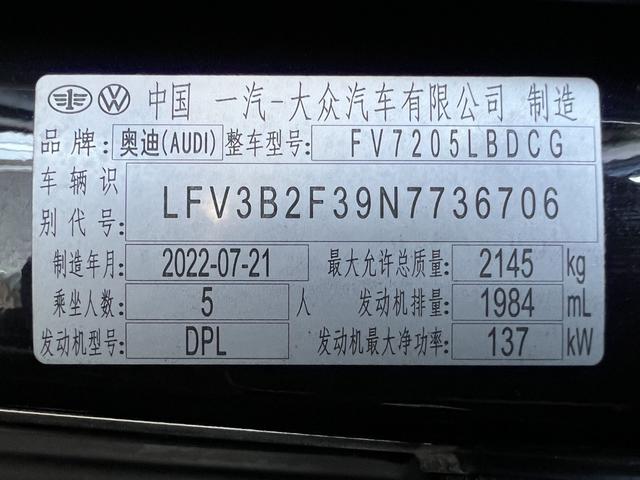 中国 一汽-大众汽车有限公司 制造
品牌: 奥迪(AUDI) 整车型号: FV7205LBDCG
车辆识别代号: LFV3B2F39N7736706
制造年月: 2022-07-21 最大允许总质量: 2145 kg
乘坐人数: 5 人 发动机排量: 1984 mL
发动机型号: DPL 发动机最大净功率: 137 kW